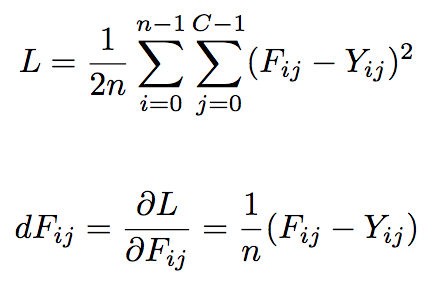 L = \frac{1}{2n} \sum_{i=0}^{n-1} \sum_{j=0}^{C-1} (F_{ij} - Y_{ij})^2
dF_{ij} = \frac{\partial L}{\partial F_{ij}} = \frac{1}{n} (F_{ij} - Y_{ij})